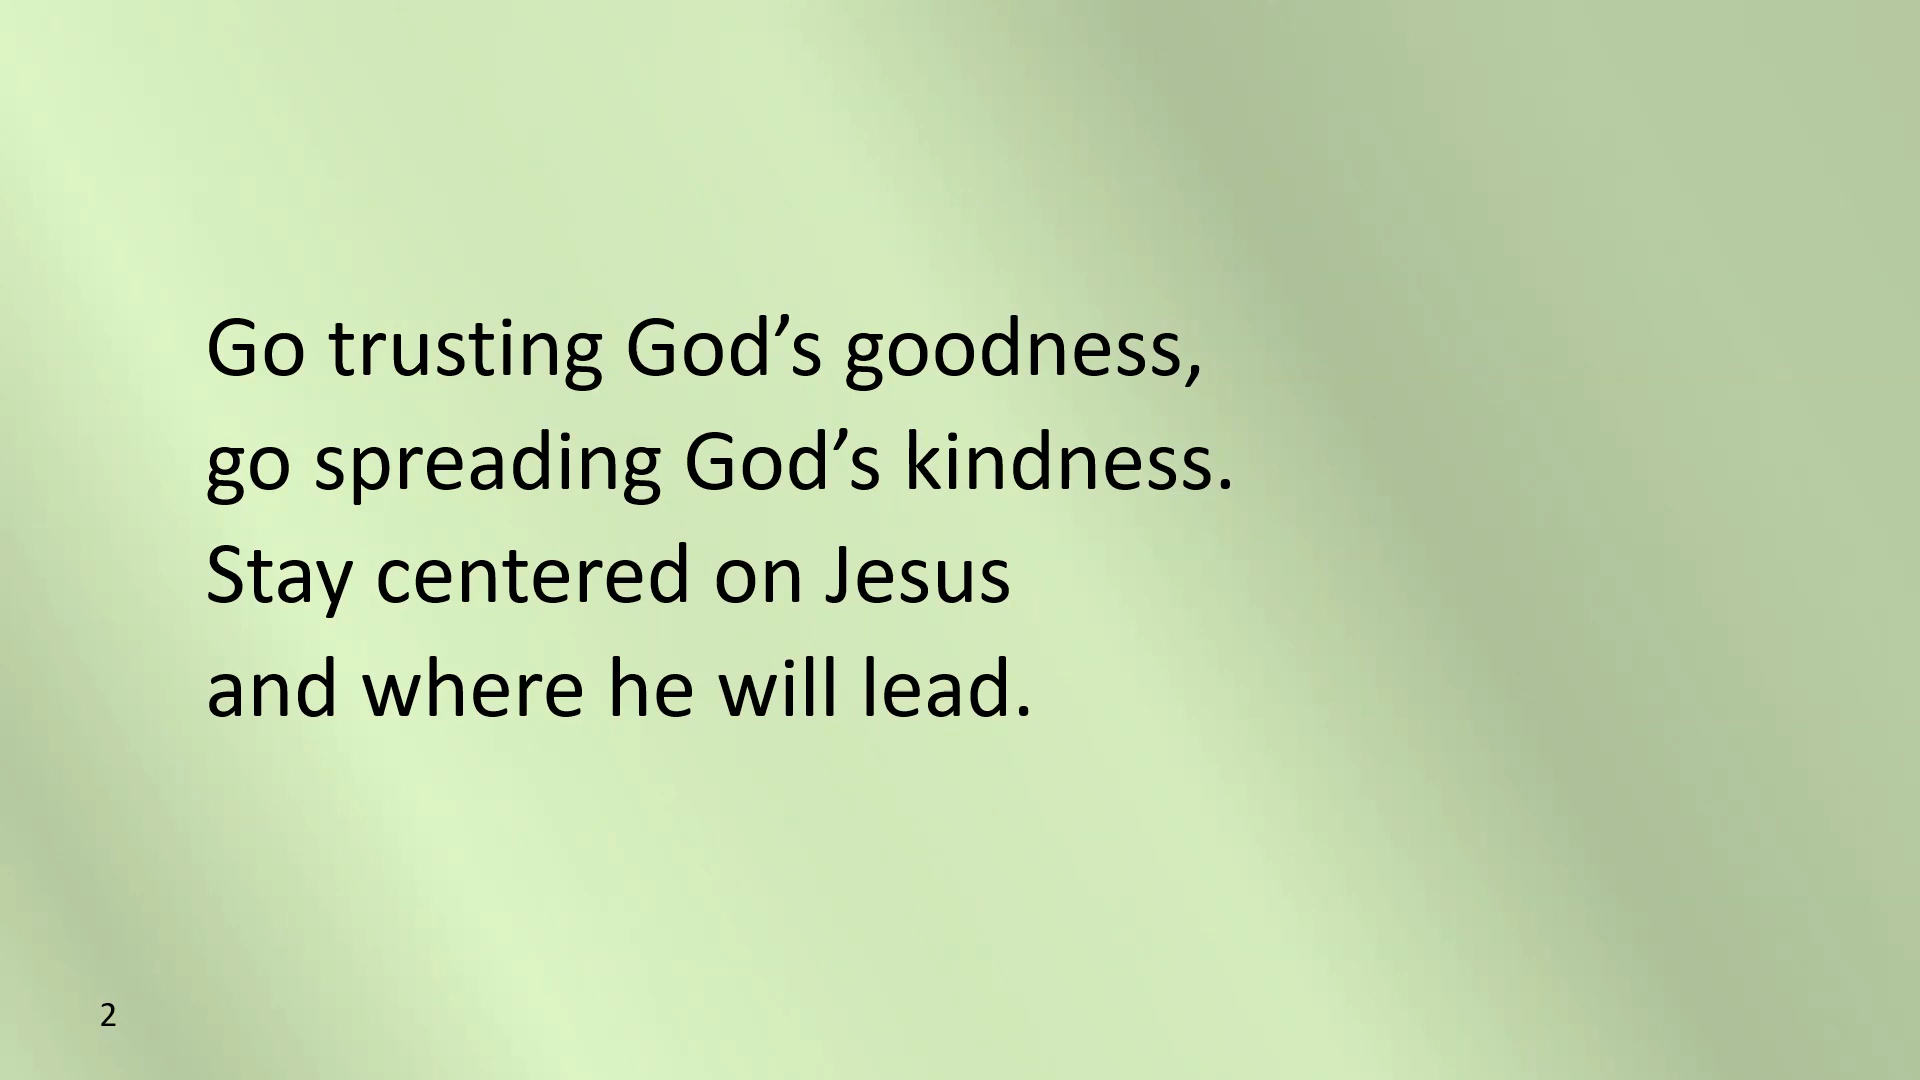 Go trusting God’s goodness,
go spreading God’s kindness.
Stay centered on Jesus
and where he will lead.
2